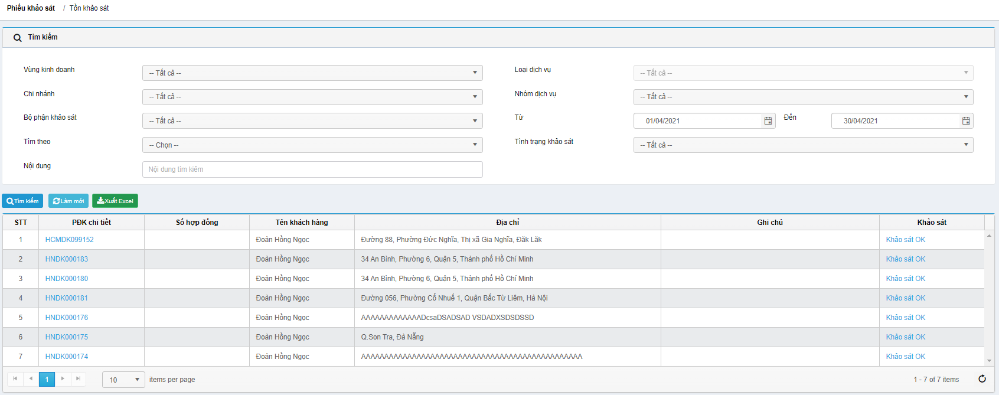 Phiếu khảo sát / Tồn khảo sát
Tìm kiếm
Vùng kinh doanh -- Tất cả -- Loại dịch vụ -- Tất cả --
Chi nhánh -- Tất cả -- Nhóm dịch vụ -- Tất cả --
Bộ phận khảo sát -- Tất cả -- Từ 01/04/2021 Đến 30/04/2021
Tìm theo -- Chọn -- Tình trạng khảo sát -- Tất cả --
Nội dung Nội dung tìm kiếm
Tìm kiếm Làm mới Xuất Excel
STT PĐK chi tiết Số hợp đồng Tên khách hàng Địa chỉ Ghi chú Khảo sát
1 HCMDK099152 Đoàn Hồng Ngọc Đường 88, Phường Đức Nghĩa, Thị xã Gia Nghĩa, Đăk Lăk Khảo sát OK
2 HNDK000183 Đoàn Hồng Ngọc 34 An Bình, Phường 6, Quận 5, Thành phố Hồ Chí Minh Khảo sát OK
3 HNDK000180 Đoàn Hồng Ngọc 34 An Bình, Phường 6, Quận 5, Thành phố Hồ Chí Minh Khảo sát OK
4 HNDK000181 Đoàn Hồng Ngọc Đường 056, Phường Cổ Nhuế 1, Quận Bắc Từ Liêm, Hà Nội Khảo sát OK
5 HNDK000176 Đoàn Hồng Ngọc AAAAAAAAAAAAADcsaDSADSAD VSDADXSDSDSSD Khảo sát OK
6 HNDK000175 Đoàn Hồng Ngọc Q.Son Tra, Đà Nẵng Khảo sát OK
7 HNDK000174 Đoàn Hồng Ngọc AAAAAAAAAAAAAAAAAAAAAAAAAAAAAAAAAAAAAAAAAAAAAAAA Khảo sát OK
1 10 items per page 1 - 7 of 7 items